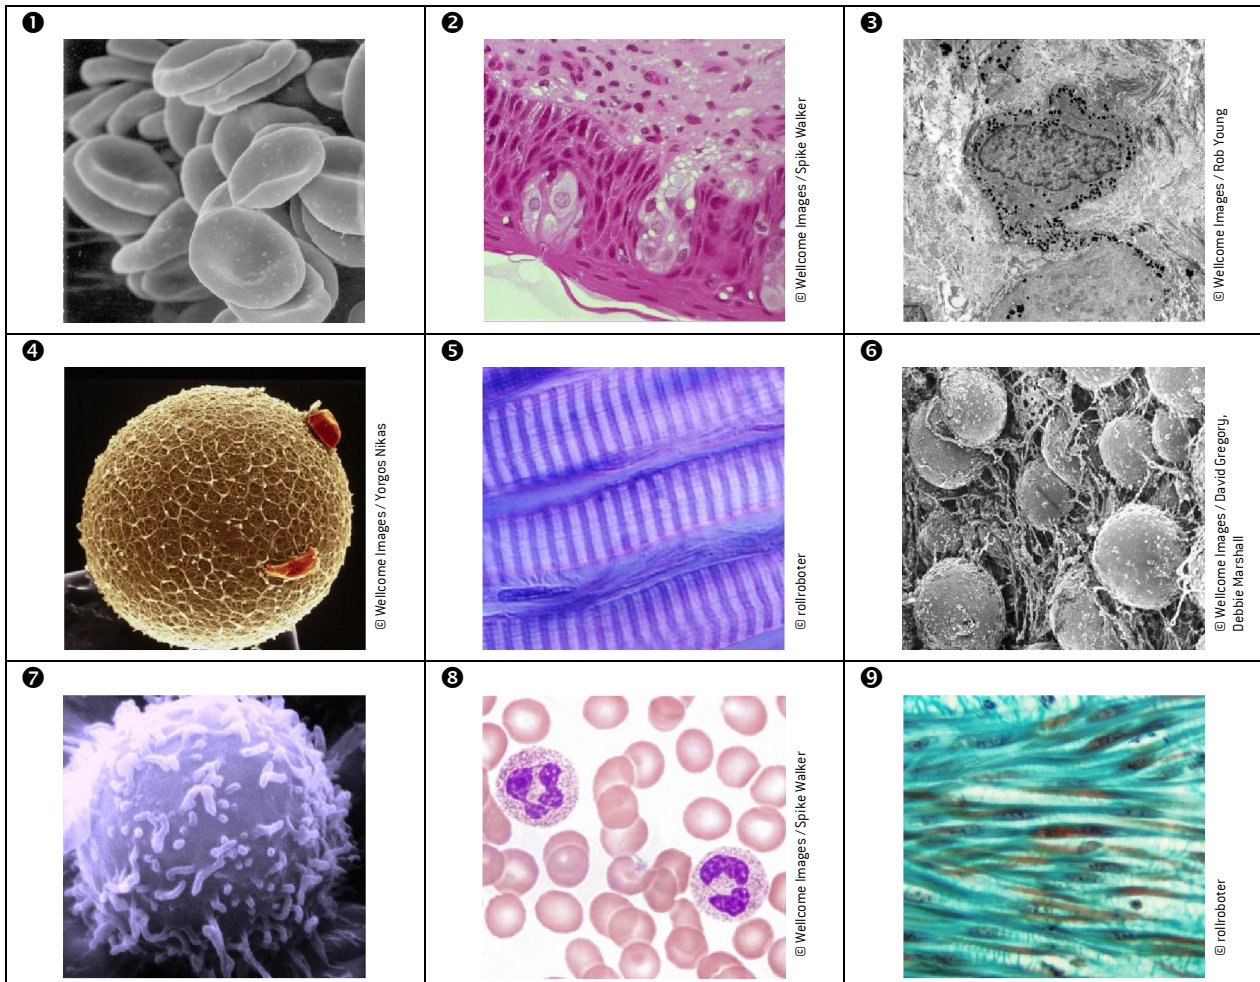 ❶
❷
© Wellcome Images / Spike Walker
❸
© Wellcome Images / Rob Young
❹
© Wellcome Images / Yorgos Nikas
❺
© rollroboter
❻
© Wellcome Images / David Gregory,
Debbie Marshall
❼
❽
© Wellcome Images / Spike Walker
❾
© rollroboter